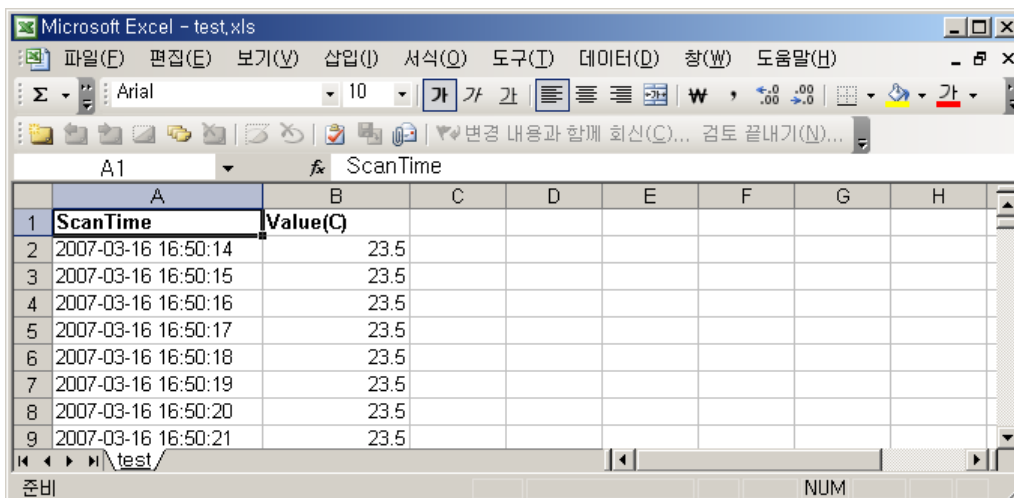 Microsoft Excel - test.xls
파일(F) 편집(E) 보기(V) 삽입(I) 서식(O) 도구(T) 데이터(D) 창(W) 도움말(H)
Σ Arial 10 가 가 가 ₩ , .00 .00 가
변경 내용과 함께 회신(C)... 검토 끝내기(N)...
A1 fx ScanTime
A B C D E F G H
1 ScanTime Value(C)
2 2007-03-16 16:50:14 23.5
3 2007-03-16 16:50:15 23.5
4 2007-03-16 16:50:16 23.5
5 2007-03-16 16:50:17 23.5
6 2007-03-16 16:50:18 23.5
7 2007-03-16 16:50:19 23.5
8 2007-03-16 16:50:20 23.5
9 2007-03-16 16:50:21 23.5
test
준비 NUM